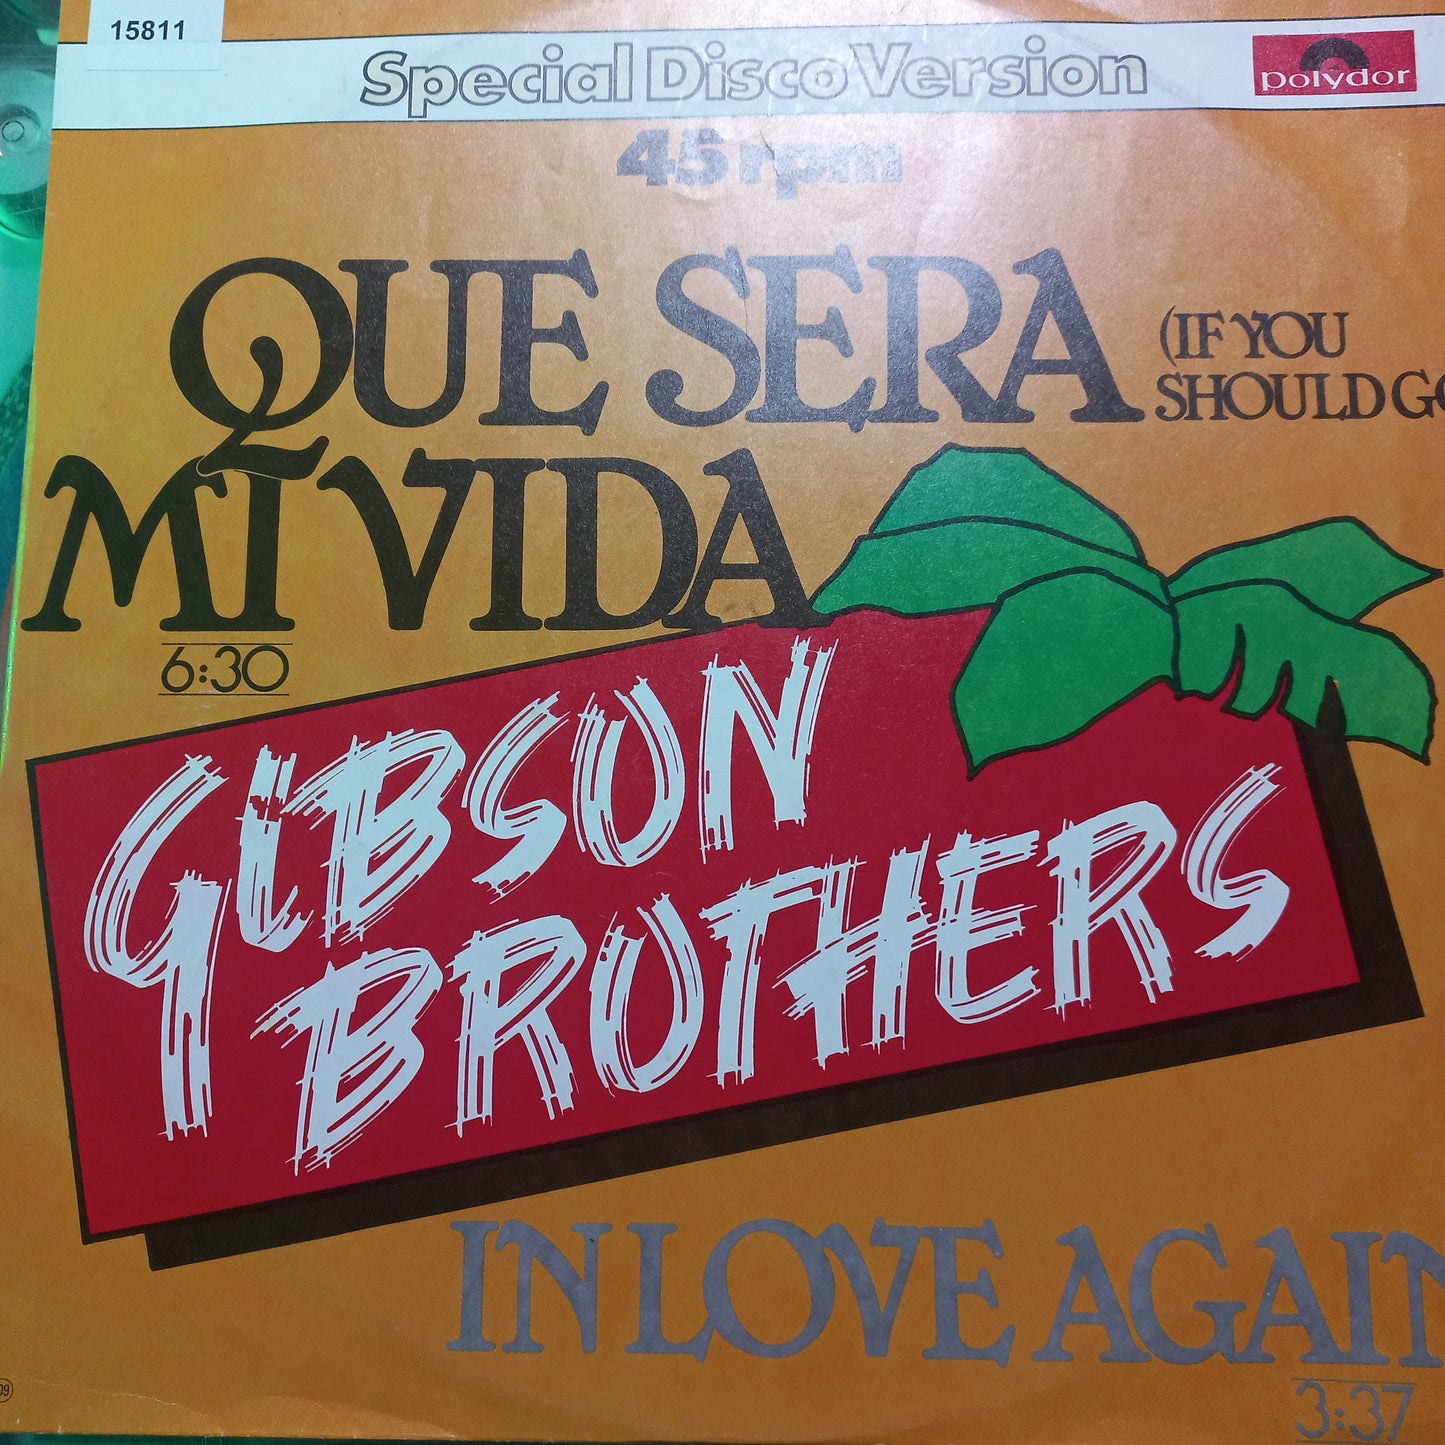 15811
Special Disco Version
polydor
45 rpm
QUE SERA
(IF YOU
SHOULD GO
MI VIDA
6:30
GIBSON
BROTHERS
IN LOVE AGAIN
3:37
09